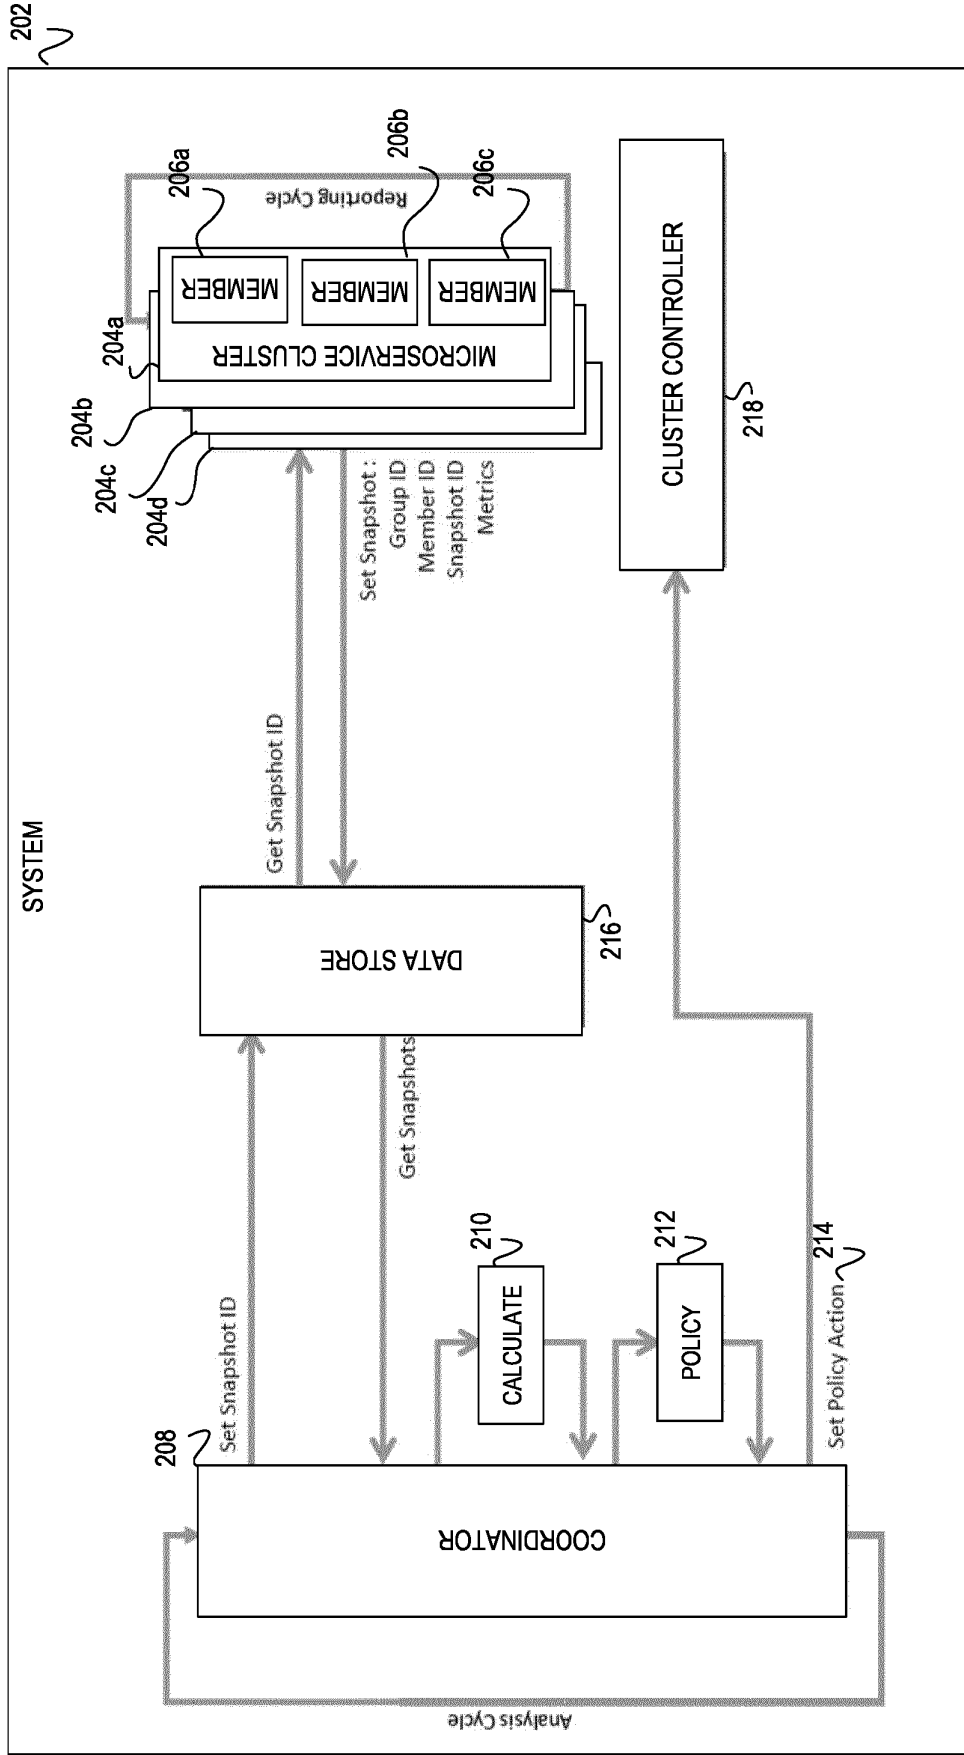 202
SYSTEM
Analysis Cycle
COORDINATOR
208
Set Snapshot ID
Get Snapshots
CALCULATE
210
POLICY
212
Set Policy Action
214
DATA STORE
216
Get Snapshot ID
Set Snapshot :
Group ID
Member ID
Snapshot ID
Metrics
204a
204b
204c
204d
MICROSERVICE CLUSTER
MEMBER
MEMBER
MEMBER
206a
206b
206c
Reporting Cycle
CLUSTER CONTROLLER
218